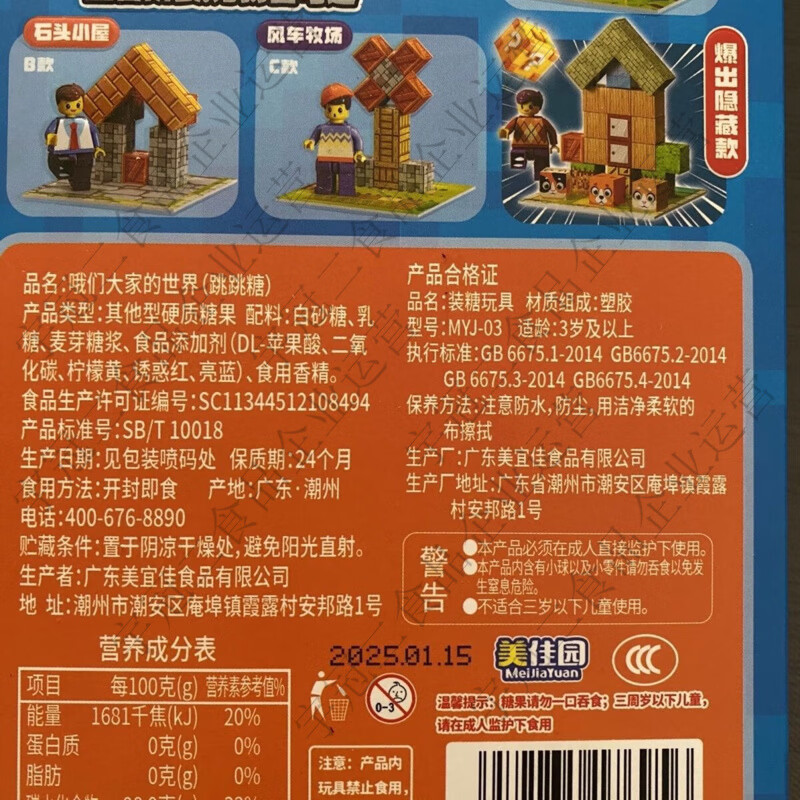 石头小屋
B款
风车牧场
C款
爆出隐藏款
品名:哦们大家的世界(跳跳糖)
产品类型:其他型硬质糖果 配料:白砂糖、乳
糖、麦芽糖浆、食品添加剂(DL-苹果酸、二氧
化碳、柠檬黄、诱惑红、亮蓝)、食用香精。
食品生产许可证编号:SC11344512108494
产品标准号:SB/T 10018
生产日期:见包装喷码处 保质期:24个月
食用方法:开封即食 产地:广东·潮州
电话:400-676-8890
贮藏条件:置于阴凉干燥处,避免阳光直射。
生产者:广东美宜佳食品有限公司
地 址:潮州市潮安区庵埠镇霞露村安邦路1号
产品合格证
品名:装糖玩具 材质组成:塑胶
型号:MYJ-03 适龄:3岁及以上
执行标准:GB 6675.1-2014 GB6675.2-2014
GB 6675.3-2014 GB6675.4-2014
保养方法:注意防水,防尘,用洁净柔软的
布擦拭
生产厂:广东美宜佳食品有限公司
生产厂地址:广东省潮州市潮安区庵埠镇霞露
村安邦路1号
警告
●本产品必须在成人直接监护下使用。
●本产品内含有小球以及小零件请勿吞食以免发
生窒息危险。
●不适合三岁以下儿童使用。
营养成分表
项目 每100克(g) 营养素参考值%
能量 1681千焦(kJ) 20%
蛋白质 0克(g) 0%
脂肪 0克(g) 0%
2025.01.15
美佳园
MeiJiaYuan
CCC
0-3
温馨提示:糖果请勿一口吞食;三周岁以下儿童,
请在成人监护下食用
注意:产品内
玩具禁止食用,